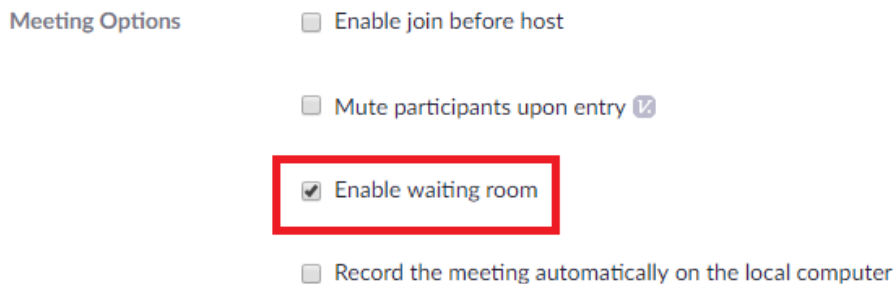 Meeting Options
Enable join before host
Mute participants upon entry
Enable waiting room
Record the meeting automatically on the local computer